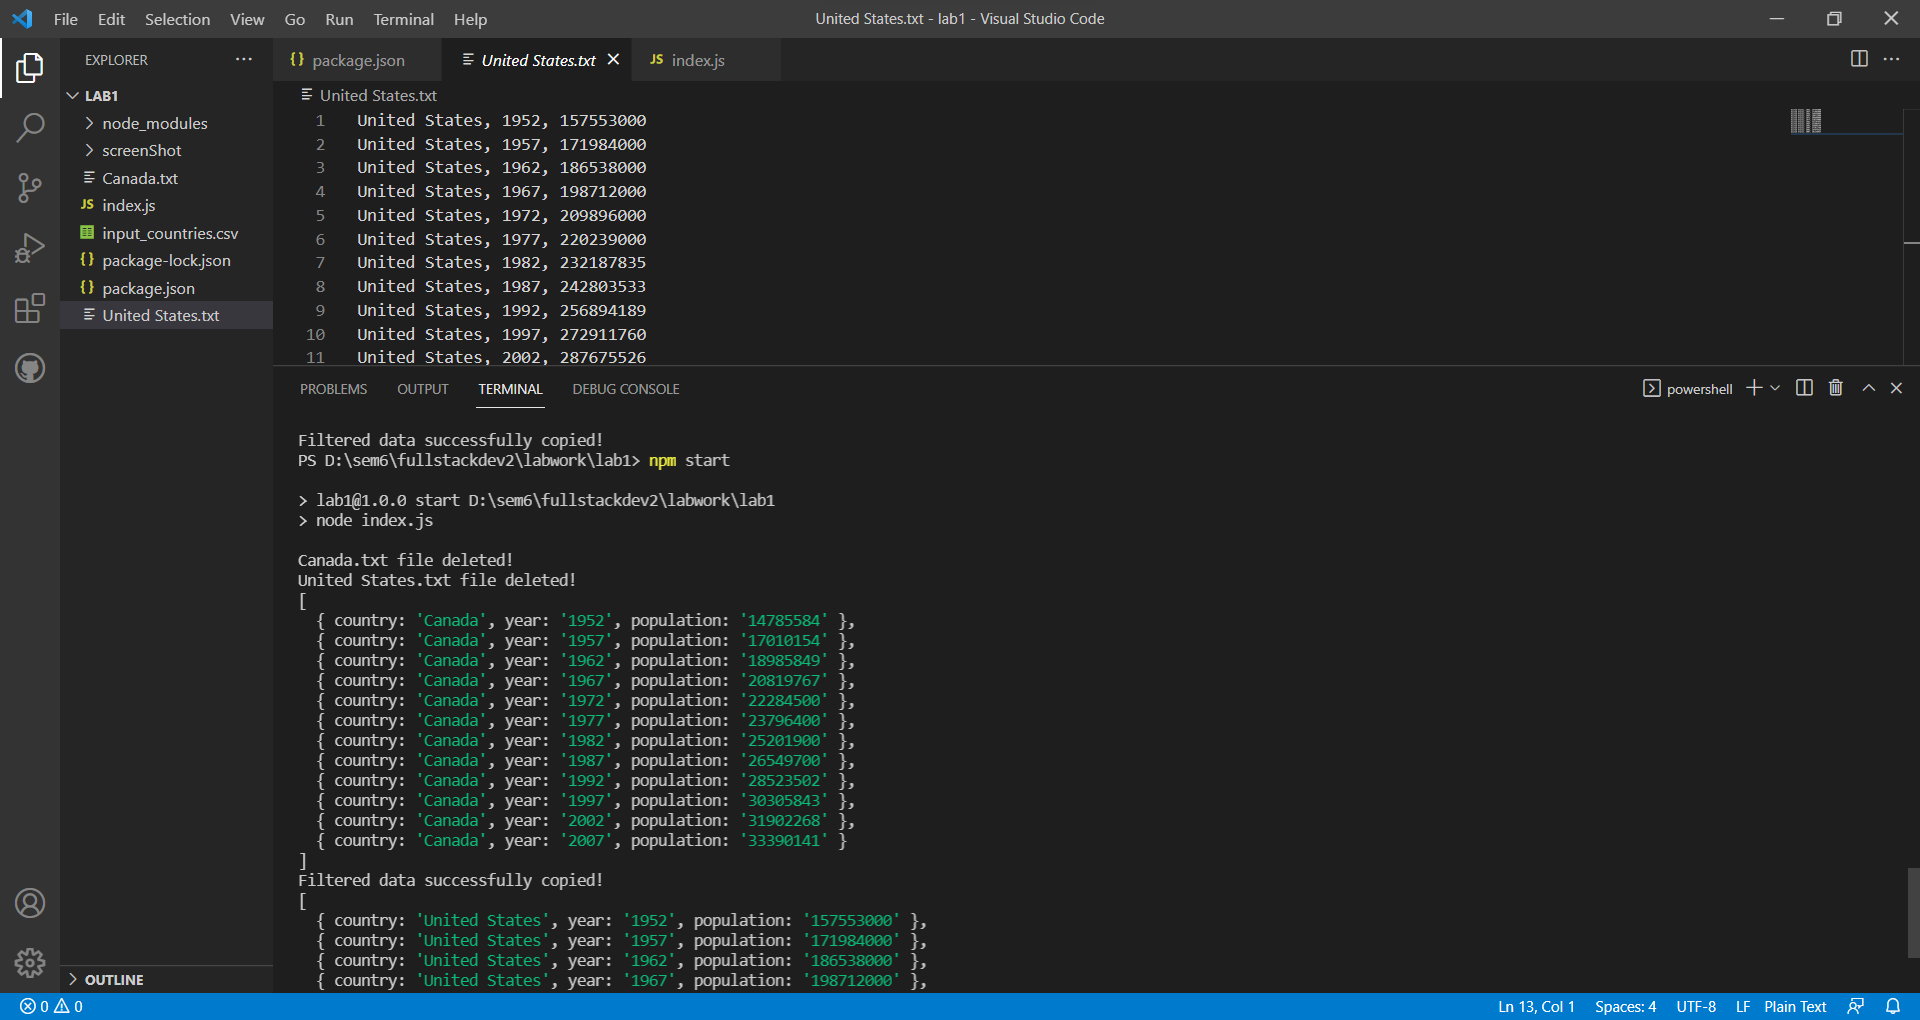 File Edit Selection View Go Run Terminal Help
United States.txt - lab1 - Visual Studio Code
EXPLORER
LAB1
node_modules
screenShot
Canada.txt
JS index.js
input_countries.csv
{} package-lock.json
{} package.json
United States.txt
OUTLINE
{} package.json
United States.txt
JS index.js
United States.txt
1 United States, 1952, 157553000
2 United States, 1957, 171984000
3 United States, 1962, 186538000
4 United States, 1967, 198712000
5 United States, 1972, 209896000
6 United States, 1977, 220239000
7 United States, 1982, 232187835
8 United States, 1987, 242803533
9 United States, 1992, 256894189
10 United States, 1997, 272911760
11 United States, 2002, 287675526
PROBLEMS OUTPUT TERMINAL DEBUG CONSOLE
powershell
Filtered data successfully copied!
PS D:\sem6\fullstackdev2\labwork\lab1> npm start
> lab1@1.0.0 start D:\sem6\fullstackdev2\labwork\lab1
> node index.js
Canada.txt file deleted!
United States.txt file deleted!
[
{ country: 'Canada', year: '1952', population: '14785584' },
{ country: 'Canada', year: '1957', population: '17010154' },
{ country: 'Canada', year: '1962', population: '18985849' },
{ country: 'Canada', year: '1967', population: '20819767' },
{ country: 'Canada', year: '1972', population: '22284500' },
{ country: 'Canada', year: '1977', population: '23796400' },
{ country: 'Canada', year: '1982', population: '25201900' },
{ country: 'Canada', year: '1987', population: '26549700' },
{ country: 'Canada', year: '1992', population: '28523502' },
{ country: 'Canada', year: '1997', population: '30305843' },
{ country: 'Canada', year: '2002', population: '31902268' },
{ country: 'Canada', year: '2007', population: '33390141' }
]
Filtered data successfully copied!
[
{ country: 'United States', year: '1952', population: '157553000' },
{ country: 'United States', year: '1957', population: '171984000' },
{ country: 'United States', year: '1962', population: '186538000' },
{ country: 'United States', year: '1967', population: '198712000' },
0 0
Ln 13, Col 1 Spaces: 4 UTF-8 LF Plain Text